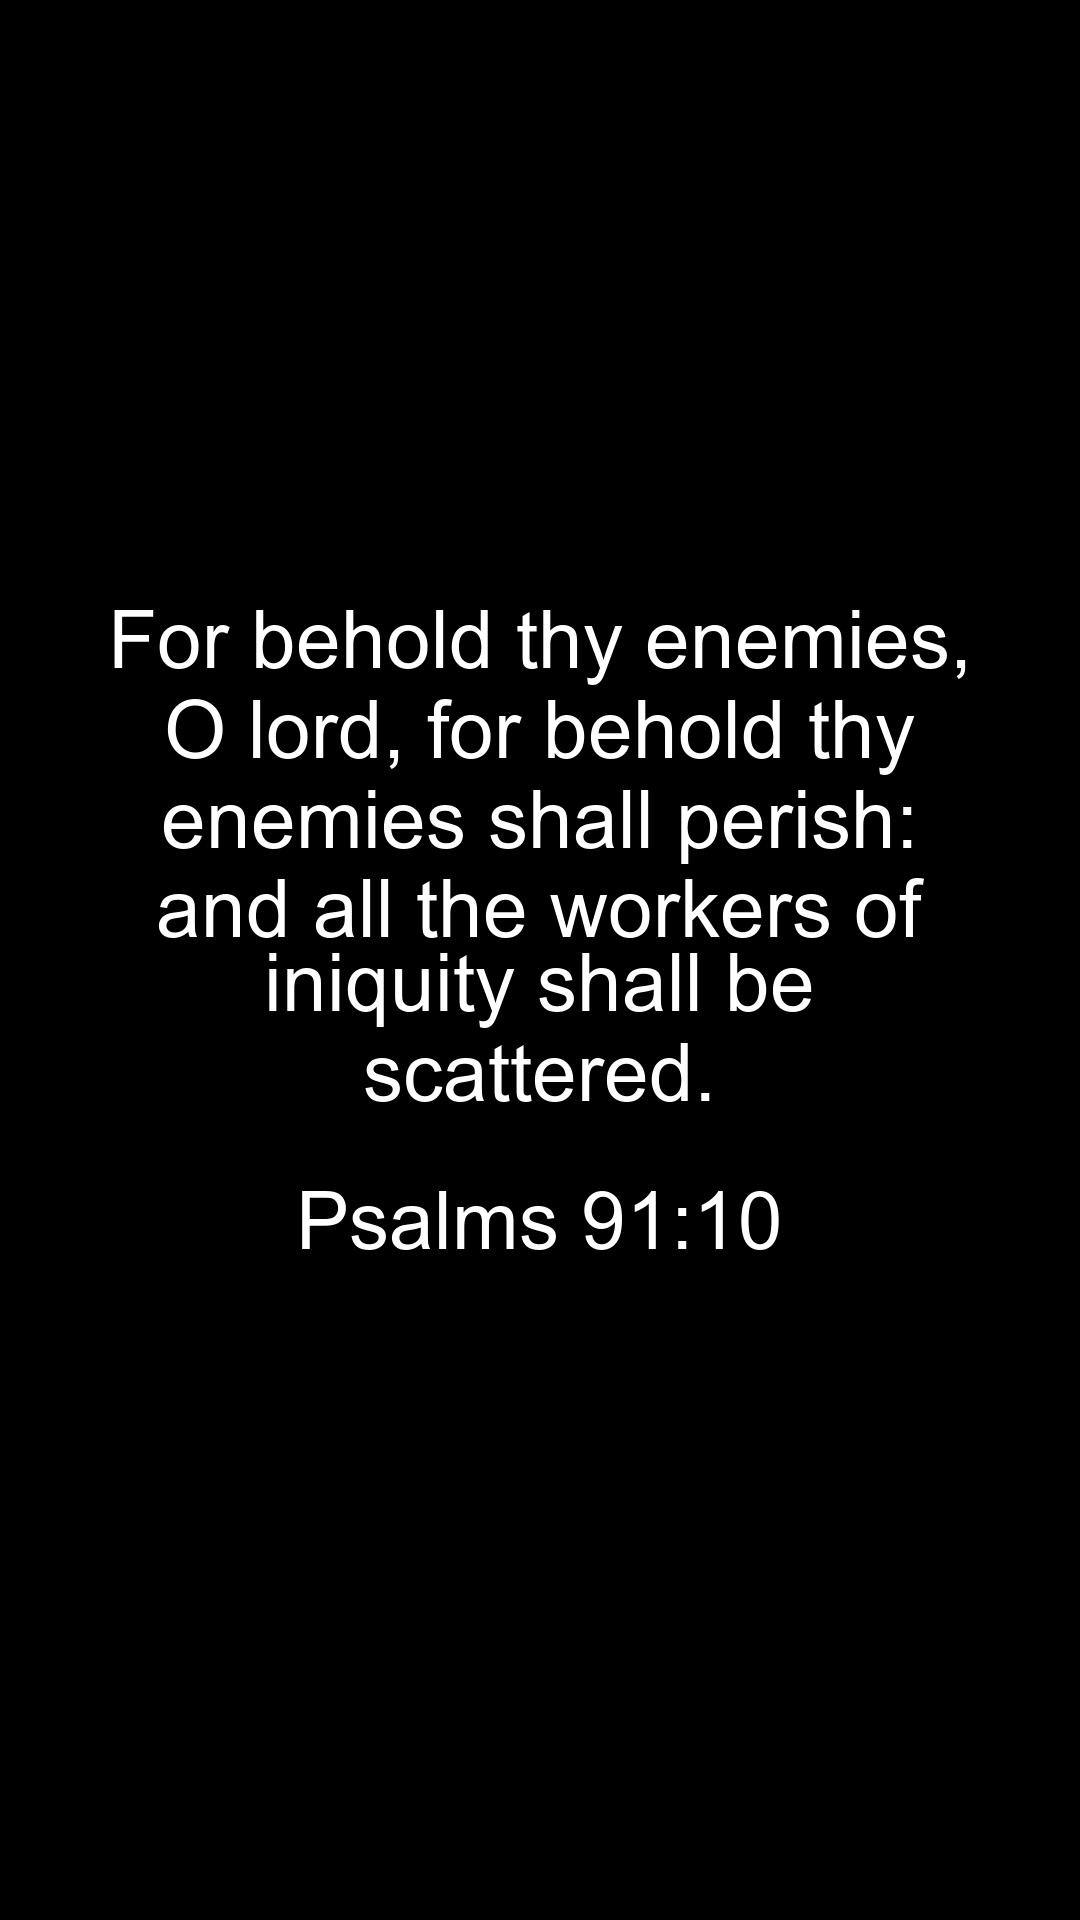 For behold thy enemies,
O lord, for behold thy
enemies shall perish:
and all the workers of
iniquity shall be
scattered.
Psalms 91:10